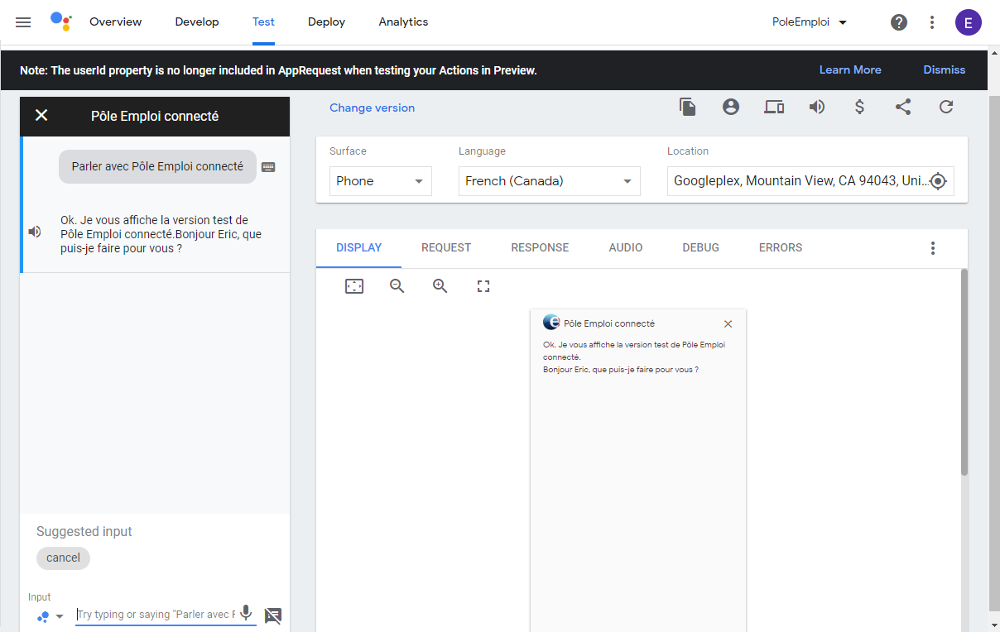 Overview Develop Test Deploy Analytics PoleEmploi E
Note: The userId property is no longer included in AppRequest when testing your Actions in Preview. Learn More Dismiss
Pôle Emploi connecté
Parler avec Pôle Emploi connecté
Ok. Je vous affiche la version test de
Pôle Emploi connecté.Bonjour Eric, que
puis-je faire pour vous ?
Suggested input
cancel
Input
Try typing or saying "Parler avec F
Change version
Surface Language Location
Phone French (Canada) Googleplex, Mountain View, CA 94043, Uni...
DISPLAY REQUEST RESPONSE AUDIO DEBUG ERRORS
Pôle Emploi connecté
Ok. Je vous affiche la version test de Pôle Emploi
connecté.
Bonjour Eric, que puis-je faire pour vous ?